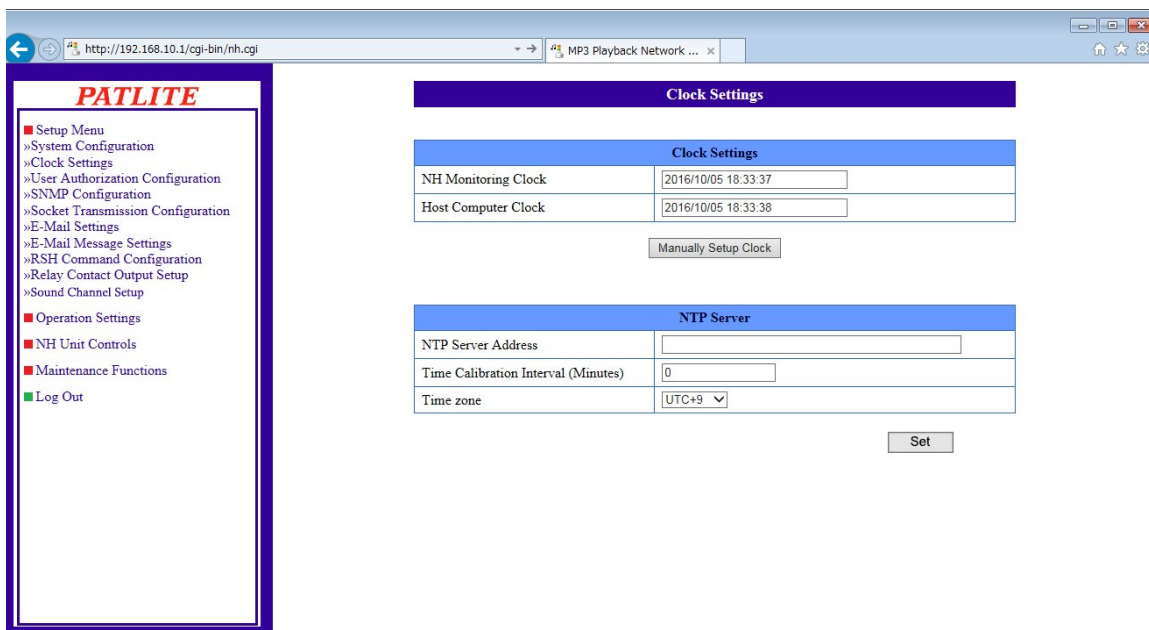 http://192.168.10.1/cgi-bin/nh.cgi
MP3 Playback Network ...
PATLITE
Setup Menu
»System Configuration
»Clock Settings
»User Authorization Configuration
»SNMP Configuration
»Socket Transmission Configuration
»E-Mail Settings
»E-Mail Message Settings
»RSH Command Configuration
»Relay Contact Output Setup
»Sound Channel Setup
Operation Settings
NH Unit Controls
Maintenance Functions
Log Out
Clock Settings
Clock Settings
NH Monitoring Clock 2016/10/05 18:33:37
Host Computer Clock 2016/10/05 18:33:38
Manually Setup Clock
NTP Server
NTP Server Address
Time Calibration Interval (Minutes) 0
Time zone UTC+9
Set